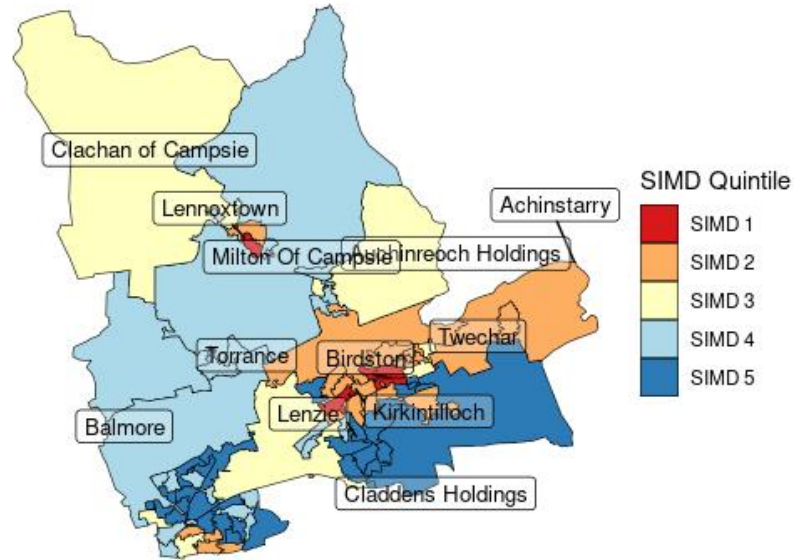 Clachan of Campsie
SIMD Quintile
Lennoxtown
Achinstarry
SIMD 1
Milton Of Campsie
Auchinreoch Holdings
SIMD 2
SIMD 3
Torrance
Birdston
Twechar
SIMD 4
SIMD 5
Lenzie
Kirkintilloch
Balmore
Claddens Holdings